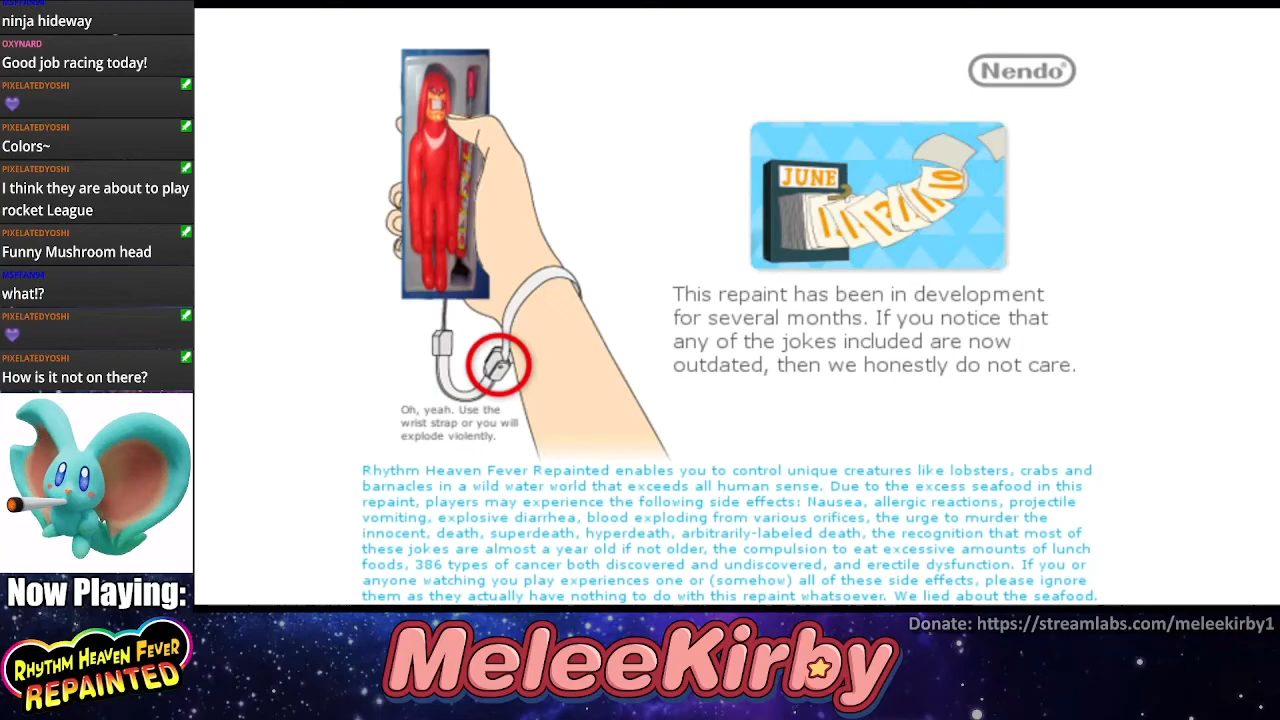 MSFFAN94
ninja hideway
OXYNARD
Good job racing today!
PIXELATEDYOSHI
PIXELATEDYOSHI
Colors~
PIXELATEDYOSHI
I think they are about to play
rocket League
PIXELATEDYOSHI
Funny Mushroom head
MSFFAN94
what!?
PIXELATEDYOSHI
PIXELATEDYOSHI
How is it not on there?
Now Playing:
RHYTHM HEAVEN FEVER
REPAINTED
Nendo®
JUNE
10
This repaint has been in development
for several months. If you notice that
any of the jokes included are now
outdated, then we honestly do not care.
Oh, yeah. Use the
wrist strap or you will
explode violently.
Rhythm Heaven Fever Repainted enables you to control unique creatures like lobsters, crabs and
barnacles in a wild water world that exceeds all human sense. Due to the excess seafood in this
repaint, players may experience the following side effects: Nausea, allergic reactions, projectile
vomiting, explosive diarrhea, blood exploding from various orifices, the urge to murder the
innocent, death, superdeath, hyperdeath, arbitrarily-labeled death, the recognition that most of
these jokes are almost a year old if not older, the compulsion to eat excessive amounts of lunch
foods, 386 types of cancer both discovered and undiscovered, and erectile dysfunction. If you or
anyone watching you play experiences one or (somehow) all of these side effects, please ignore
them as they actually have nothing to do with this repaint whatsoever. We lied about the seafood.
Donate: https://streamlabs.com/meleekirby1
MeleeKirby